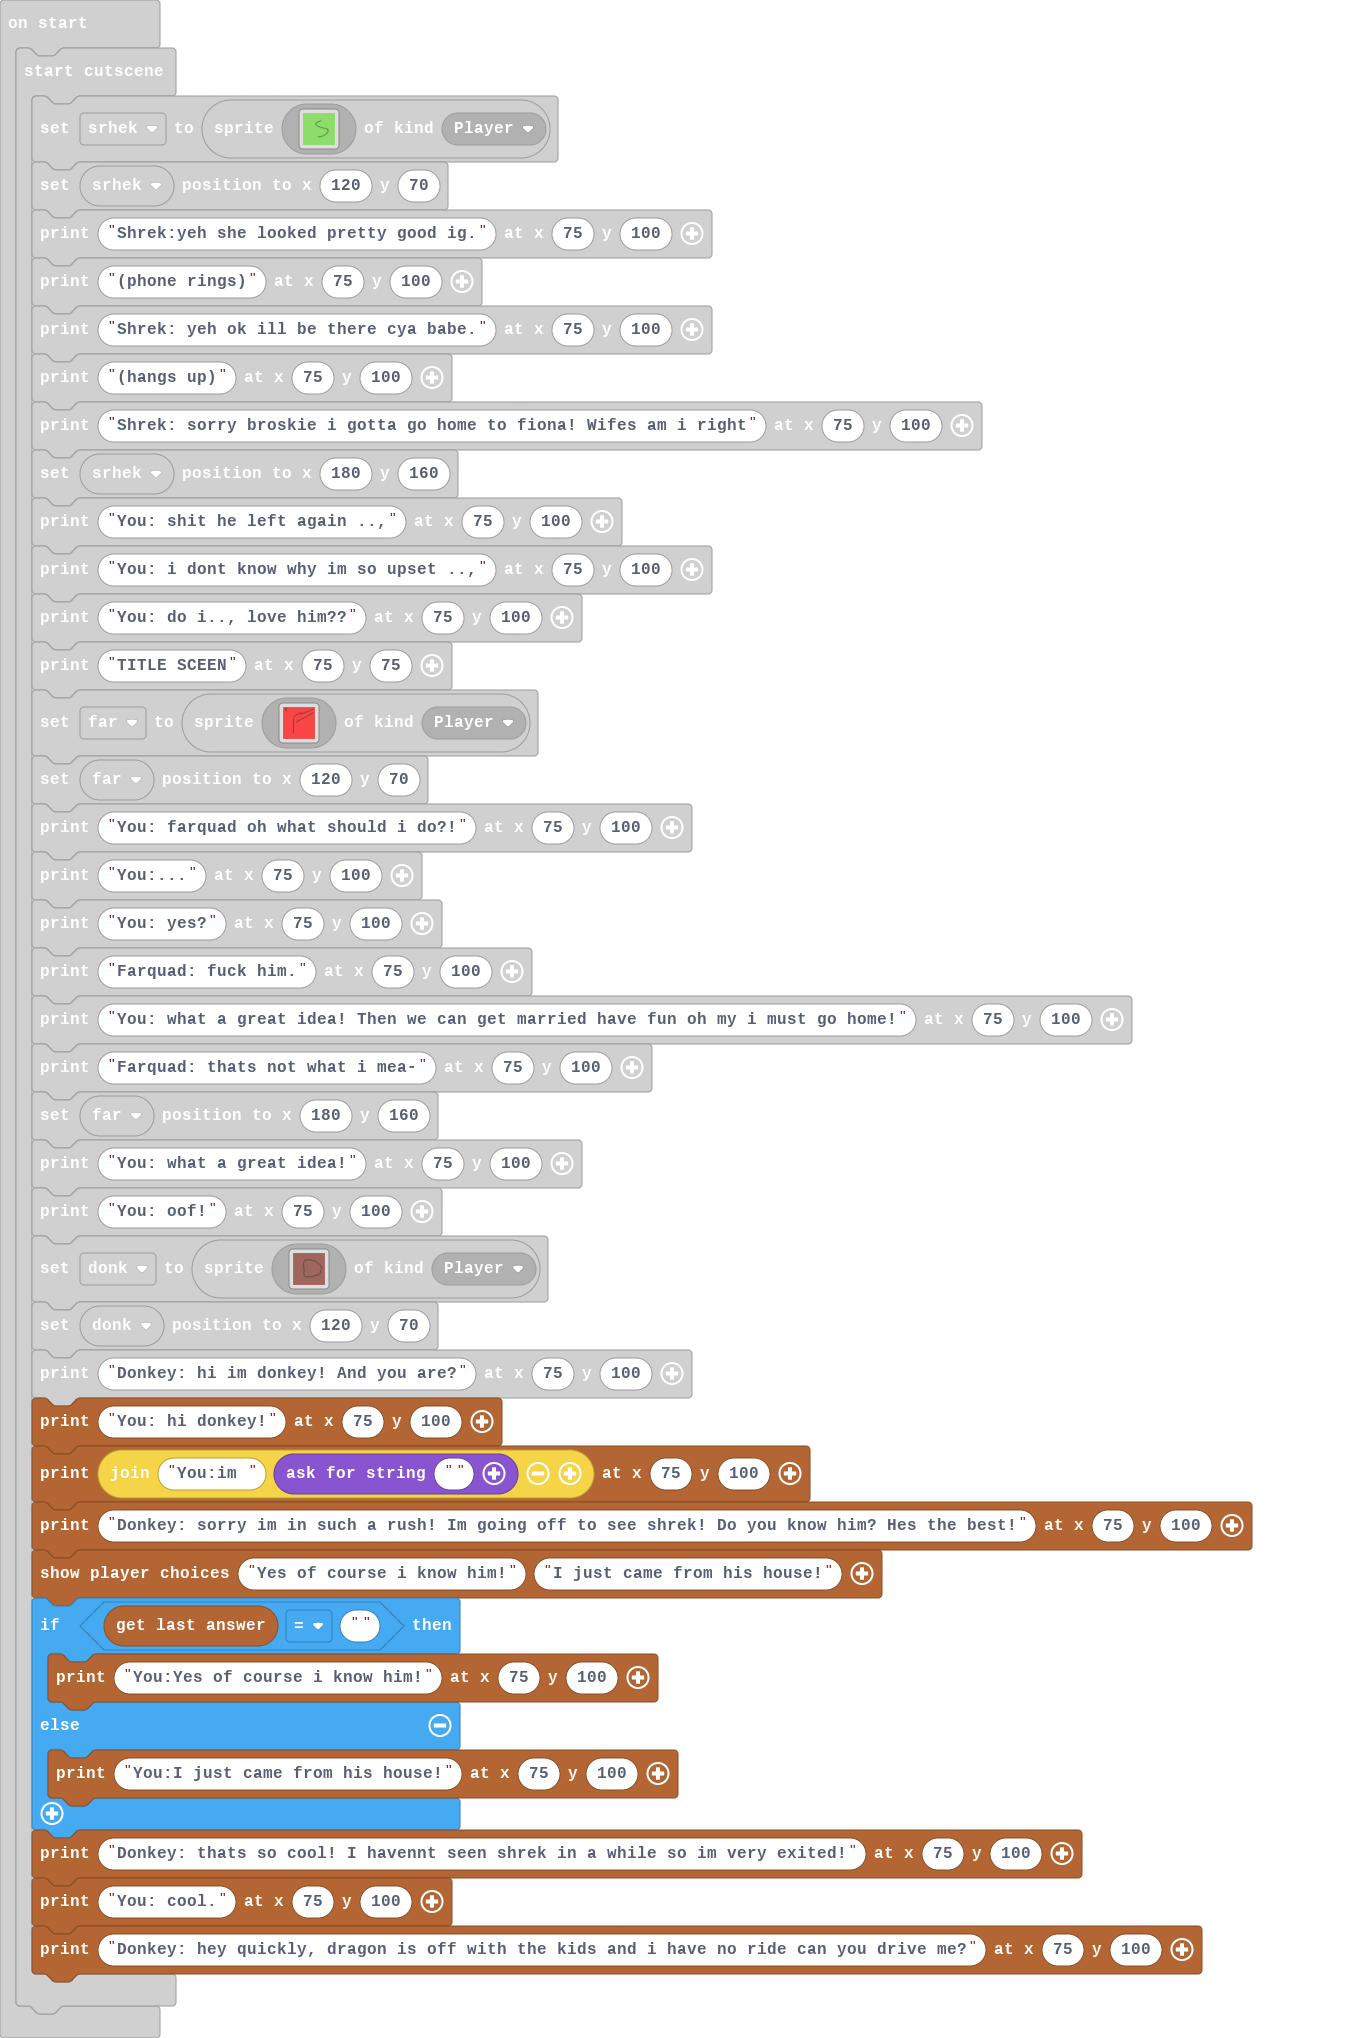 on start
start cutscene
set srhek to sprite of kind Player
set srhek position to x 120 y 70
print "Shrek:yeh she looked pretty good ig." at x 75 y 100
print "(phone rings)" at x 75 y 100
print "Shrek: yeh ok ill be there cya babe." at x 75 y 100
print "(hangs up)" at x 75 y 100
print "Shrek: sorry broskie i gotta go home to fiona! Wifes am i right" at x 75 y 100
set srhek position to x 180 y 160
print "You: shit he left again ..," at x 75 y 100
print "You: i dont know why im so upset ..," at x 75 y 100
print "You: do i.., love him??" at x 75 y 100
print "TITLE SCEEN" at x 75 y 75
set far to sprite of kind Player
set far position to x 120 y 70
print "You: farquad oh what should i do?!" at x 75 y 100
print "You:..." at x 75 y 100
print "You: yes?" at x 75 y 100
print "Farquad: fuck him." at x 75 y 100
print "You: what a great idea! Then we can get married have fun oh my i must go home!" at x 75 y 100
print "Farquad: thats not what i mea-" at x 75 y 100
set far position to x 180 y 160
print "You: what a great idea!" at x 75 y 100
print "You: oof!" at x 75 y 100
set donk to sprite of kind Player
set donk position to x 120 y 70
print "Donkey: hi im donkey! And you are?" at x 75 y 100
print "You: hi donkey!" at x 75 y 100
print join "You:im " ask for string "" at x 75 y 100
print "Donkey: sorry im in such a rush! Im going off to see shrek! Do you know him? Hes the best!" at x 75 y 100
show player choices "Yes of course i know him!" "I just came from his house!"
if get last answer = "" then
print "You:Yes of course i know him!" at x 75 y 100
else
print "You:I just came from his house!" at x 75 y 100
print "Donkey: thats so cool! I havennt seen shrek in a while so im very exited!" at x 75 y 100
print "You: cool." at x 75 y 100
print "Donkey: hey quickly, dragon is off with the kids and i have no ride can you drive me?" at x 75 y 100